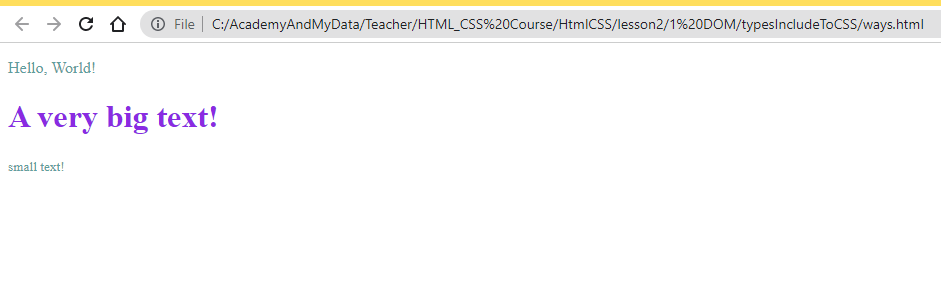 File C:/AcademyAndMyData/Teacher/HTML_CSS%20Course/HtmlCSS/lesson2/1%20DOM/typesIncludeToCSS/ways.html
Hello, World!
A very big text!
small text!